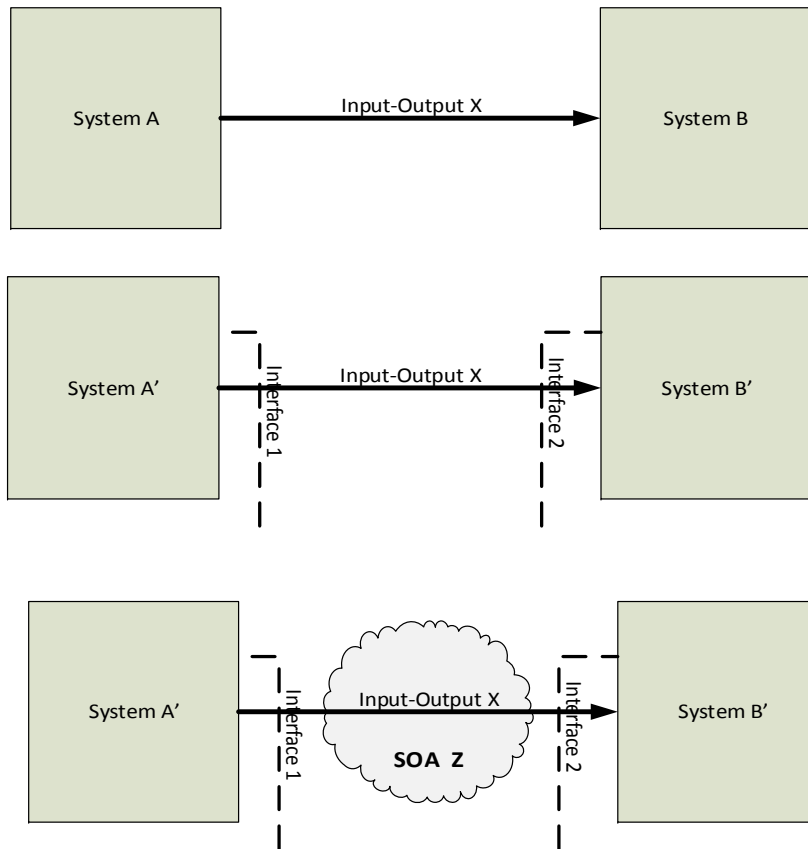 System A
Input-Output X
System B
System A’
Interface 1
Input-Output X
Interface 2
System B’
System A’
Interface 1
Input-Output X
SOA Z
Interface 2
System B’